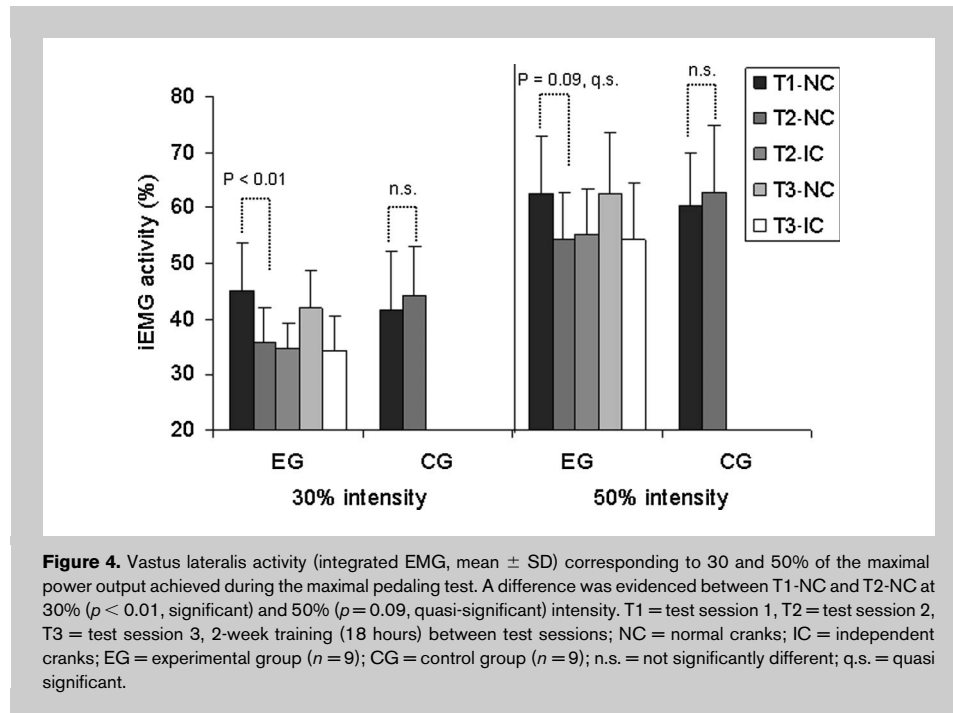 P = 0.09, q.s.
n.s.
T1-NC
T2-NC
T2-IC
T3-NC
T3-IC
80
70
60
50
40
30
20
iEMG activity (%)
P < 0.01
n.s.
EG
CG
EG
CG
30% intensity
50% intensity
Figure 4. Vastus lateralis activity (integrated EMG, mean ± SD) corresponding to 30 and 50% of the maximal
power output achieved during the maximal pedaling test. A difference was evidenced between T1-NC and T2-NC at
30% (p < 0.01, significant) and 50% (p = 0.09, quasi-significant) intensity. T1 = test session 1, T2 = test session 2,
T3 = test session 3, 2-week training (18 hours) between test sessions; NC = normal cranks; IC = independent
cranks; EG = experimental group (n = 9); CG = control group (n = 9); n.s. = not significantly different; q.s. = quasi
significant.